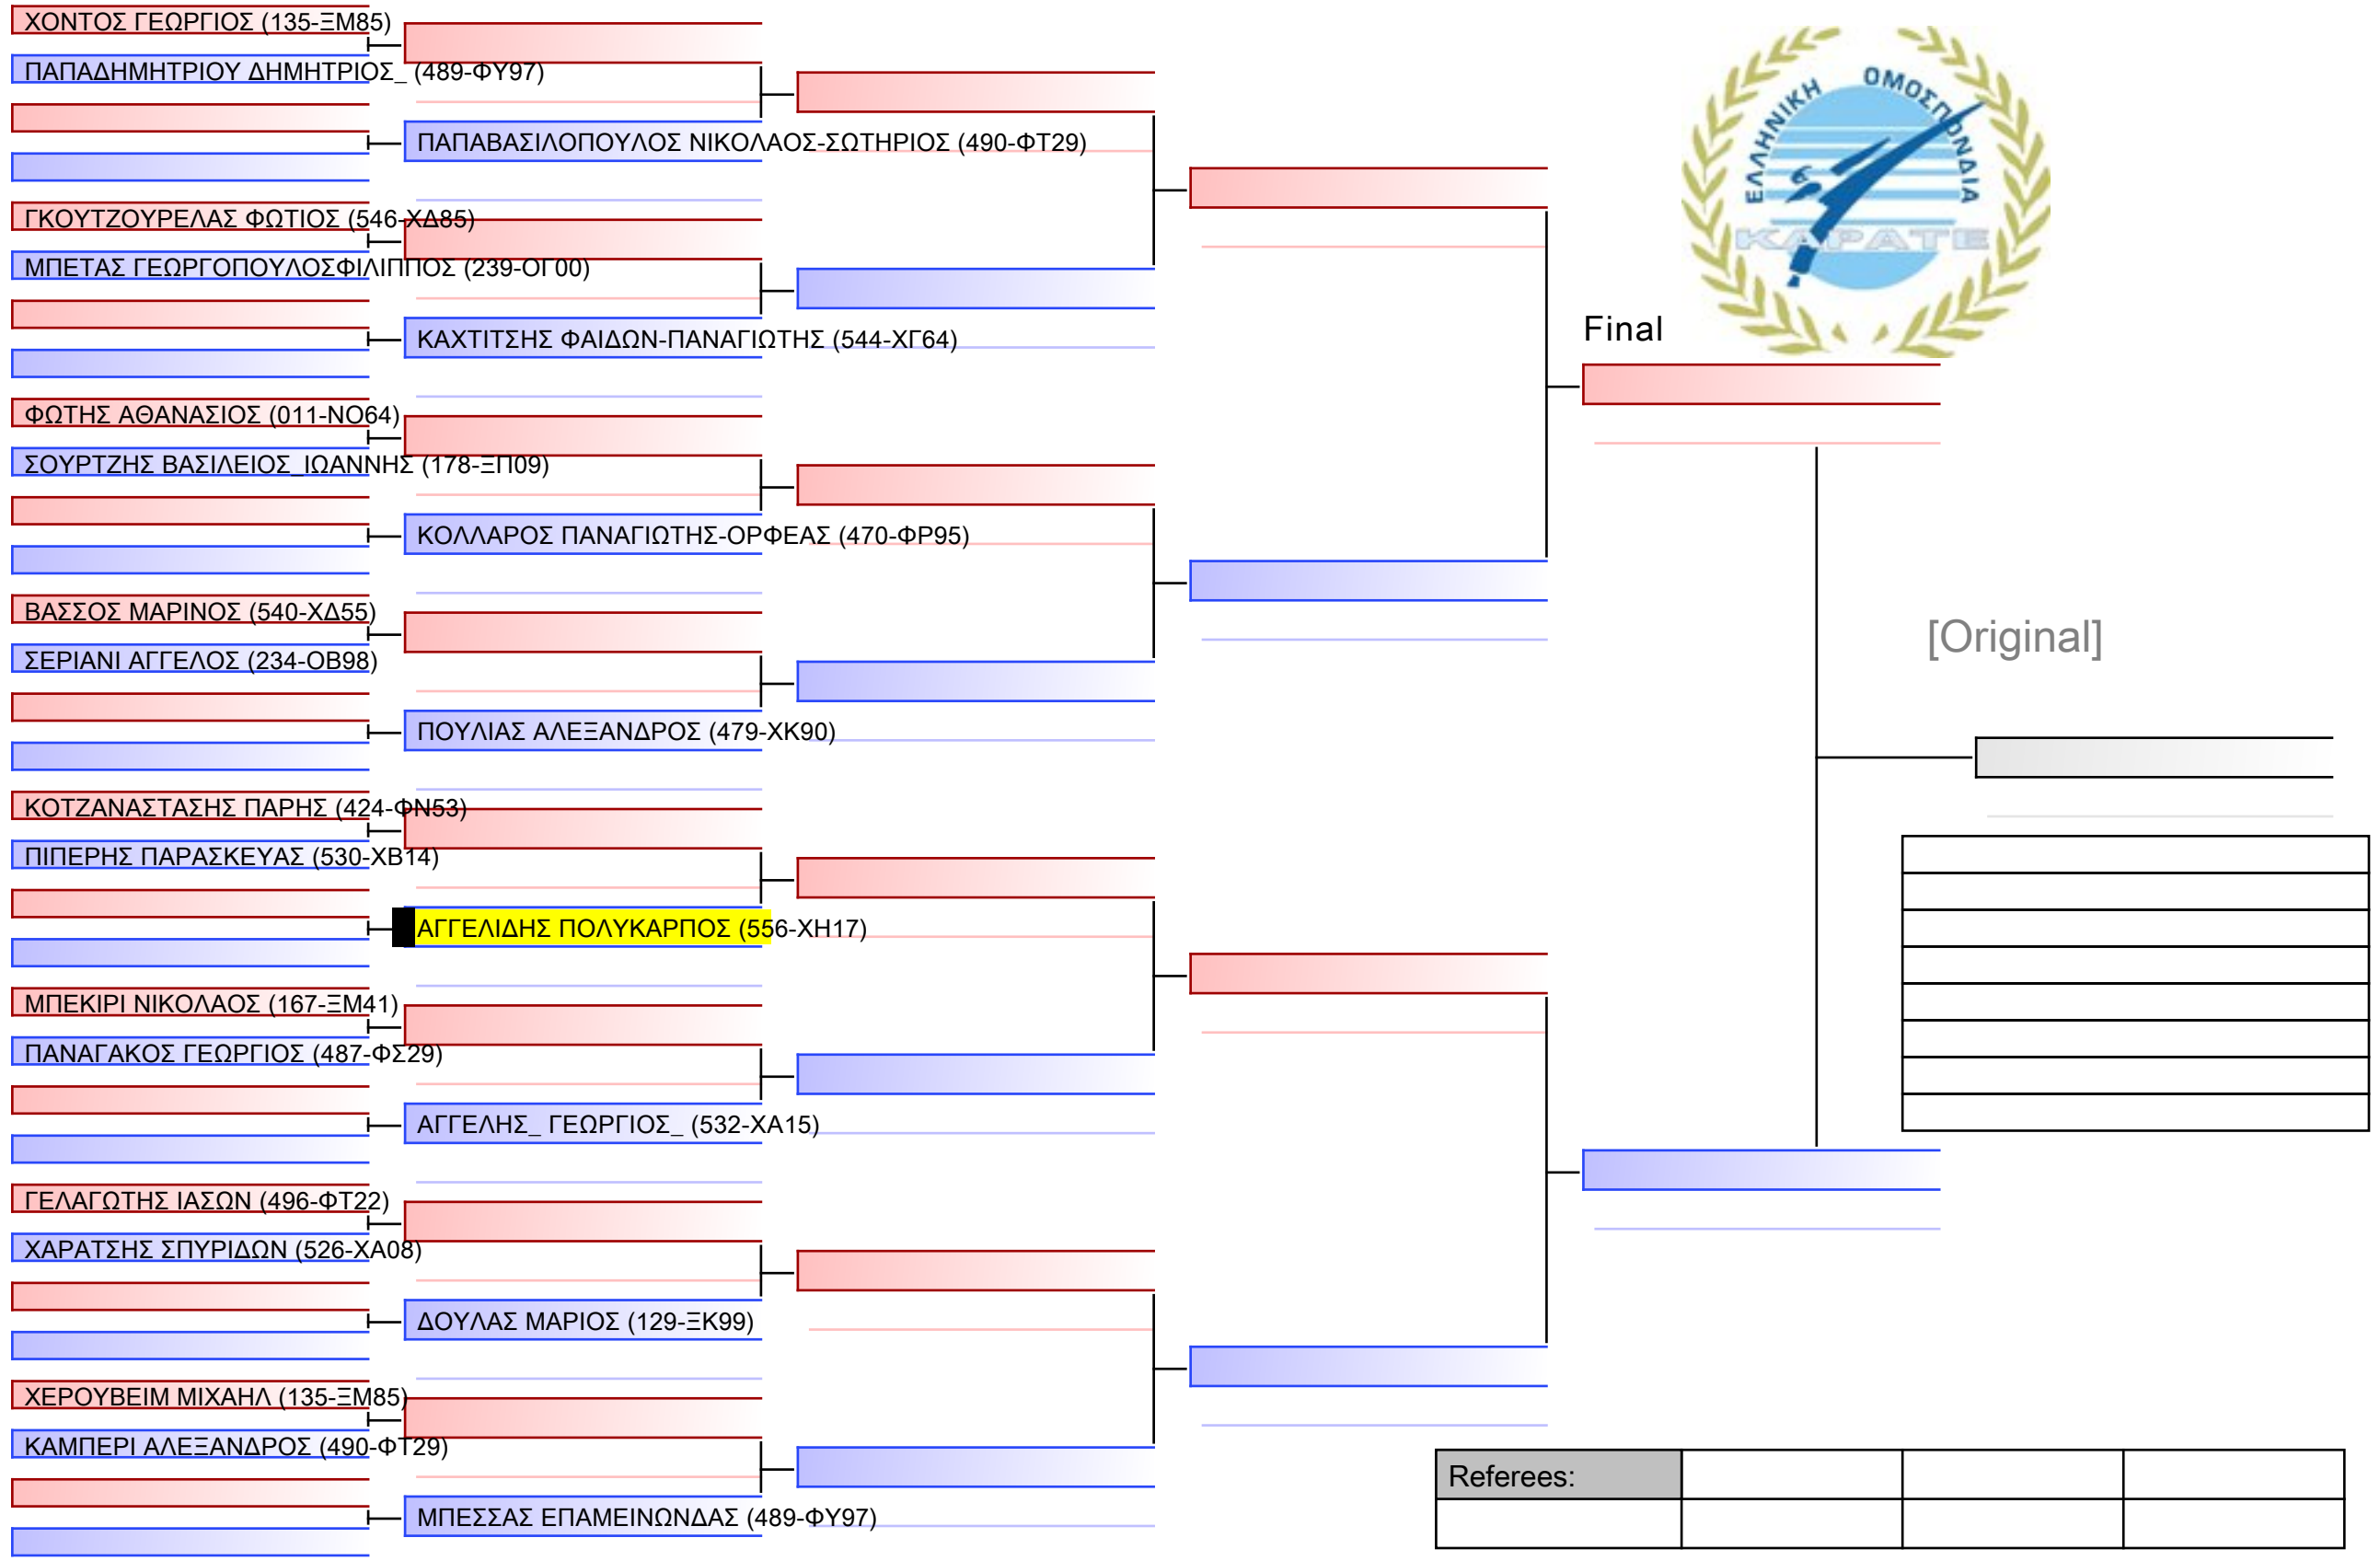 ΧΟΝΤΟΣ ΓΕΩΡΓΙΟΣ (135-ΞΜ85)
ΠΑΠΑΔΗΜΗΤΡΙΟΥ ΔΗΜΗΤΡΙΟΣ_ (489-ΦΥ97)
ΠΑΠΑΒΑΣΙΛΟΠΟΥΛΟΣ ΝΙΚΟΛΑΟΣ-ΣΩΤΗΡΙΟΣ (490-ΦΤ29)
ΓΚΟΥΤΖΟΥΡΕΛΑΣ ΦΩΤΙΟΣ (546-ΧΔ85)
ΜΠΕΤΑΣ ΓΕΩΡΓΟΠΟΥΛΟΣΦΙΛΙΠΠΟΣ (239-ΟΓ00)
ΚΑΧΤΙΤΣΗΣ ΦΑΙΔΩΝ-ΠΑΝΑΓΙΩΤΗΣ (544-ΧΓ64)
ΦΩΤΗΣ ΑΘΑΝΑΣΙΟΣ (011-ΝΟ64)
ΣΟΥΡΤΖΗΣ ΒΑΣΙΛΕΙΟΣ_ΙΩΑΝΝΗΣ (178-ΞΠ09)
ΚΟΛΛΑΡΟΣ ΠΑΝΑΓΙΩΤΗΣ-ΟΡΦΕΑΣ (470-ΦΡ95)
ΒΑΣΣΟΣ ΜΑΡΙΝΟΣ (540-ΧΔ55)
ΣΕΡΙΑΝΙ ΑΓΓΕΛΟΣ (234-ΟΒ98)
ΠΟΥΛΙΑΣ ΑΛΕΞΑΝΔΡΟΣ (479-ΧΚ90)
ΚΟΤΖΑΝΑΣΤΑΣΗΣ ΠΑΡΗΣ (424-ΦΝ53)
ΠΙΠΕΡΗΣ ΠΑΡΑΣΚΕΥΑΣ (530-ΧΒ14)
ΑΓΓΕΛΙΔΗΣ ΠΟΛΥΚΑΡΠΟΣ (556-ΧΗ17)
ΜΠΕΚΙΡΙ ΝΙΚΟΛΑΟΣ (167-ΞΜ41)
ΠΑΝΑΓΑΚΟΣ ΓΕΩΡΓΙΟΣ (487-ΦΣ29)
ΑΓΓΕΛΗΣ_ ΓΕΩΡΓΙΟΣ_ (532-ΧΑ15)
ΓΕΛΑΓΩΤΗΣ ΙΑΣΩΝ (496-ΦΤ22)
ΧΑΡΑΤΣΗΣ ΣΠΥΡΙΔΩΝ (526-ΧΑ08)
ΔΟΥΛΑΣ ΜΑΡΙΟΣ (129-ΞΚ99)
ΧΕΡΟΥΒΕΙΜ ΜΙΧΑΗΛ (135-ΞΜ85)
ΚΑΜΠΕΡΙ ΑΛΕΞΑΝΔΡΟΣ (490-ΦΤ29)
ΜΠΕΣΣΑΣ ΕΠΑΜΕΙΝΩΝΔΑΣ (489-ΦΥ97)
ΕΛΛΗΝΙΚΗ ΟΜΟΣΠΟΝΔΙΑ
ΚΑΡΑΤΕ
Final
[Original]
Referees: